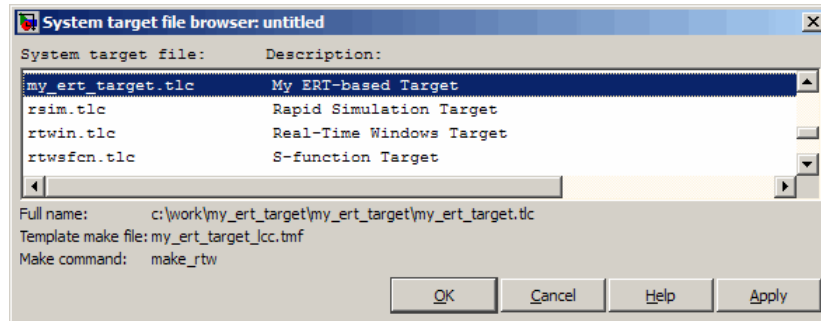 System target file browser: untitled
System target file: Description:
my_ert_target.tlc My ERT-based Target
rsim.tlc Rapid Simulation Target
rtwin.tlc Real-Time Windows Target
rtwsfcn.tlc S-function Target
Full name: c:\work\my_ert_target\my_ert_target\my_ert_target.tlc
Template make file: my_ert_target_lcc.tmf
Make command: make_rtw
OK Cancel Help Apply